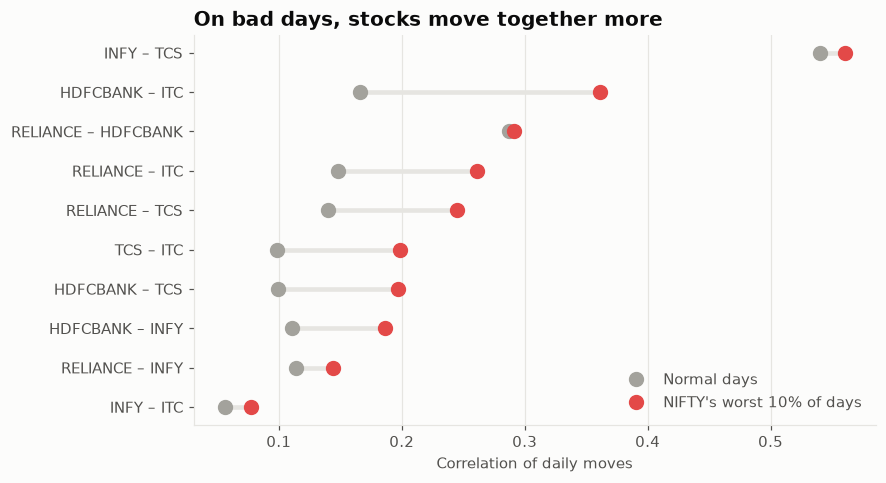 On bad days, stocks move together more
INFY – TCS
HDFCBANK – ITC
RELIANCE – HDFCBANK
RELIANCE – ITC
RELIANCE – TCS
TCS – ITC
HDFCBANK – TCS
HDFCBANK – INFY
RELIANCE – INFY
INFY – ITC
Normal days
NIFTY's worst 10% of days
0.1 0.2 0.3 0.4 0.5
Correlation of daily moves